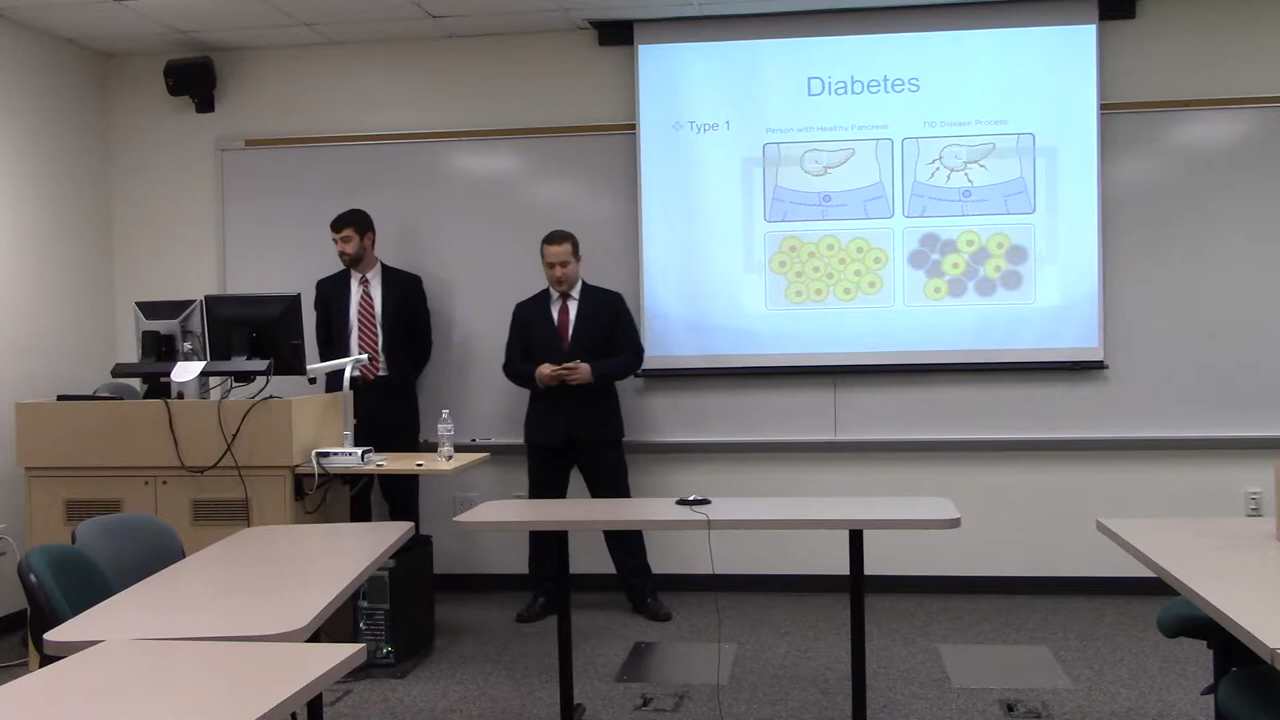 Diabetes
Type 1
Person with Healthy Pancreas
T1D Disease Process